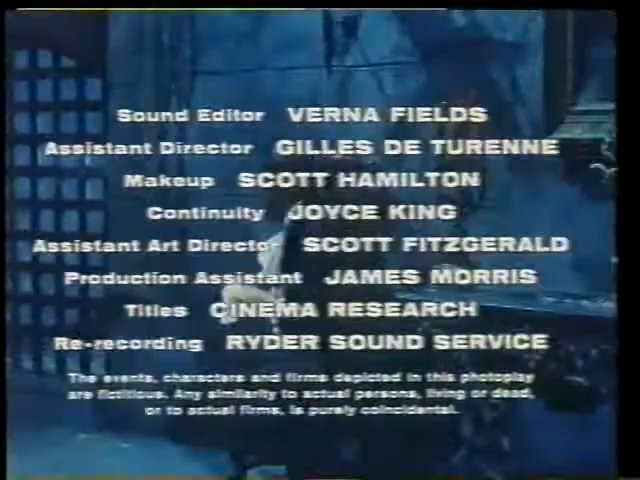 Sound Editor VERNA FIELDS
Assistant Director GILLES DE TURENNE
Makeup SCOTT HAMILTON
Continuity JOYCE KING
Assistant Art Director SCOTT FITZGERALD
Production Assistant JAMES MORRIS
Titles CINEMA RESEARCH
Re-recording RYDER SOUND SERVICE
The events, characters and firms depicted in this photoplay
are fictitious. Any similarity to actual persons, living or dead,
or to actual firms, is purely coincidental.